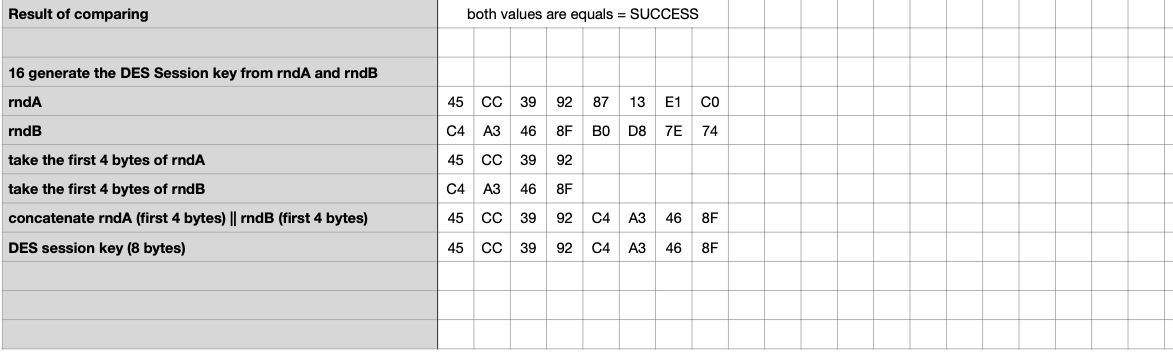 Result of comparing both values are equals = SUCCESS
16 generate the DES Session key from rndA and rndB
rndA 45 CC 39 92 87 13 E1 C0
rndB C4 A3 46 8F B0 D8 7E 74
take the first 4 bytes of rndA 45 CC 39 92
take the first 4 bytes of rndB C4 A3 46 8F
concatenate rndA (first 4 bytes) || rndB (first 4 bytes) 45 CC 39 92 C4 A3 46 8F
DES session key (8 bytes) 45 CC 39 92 C4 A3 46 8F